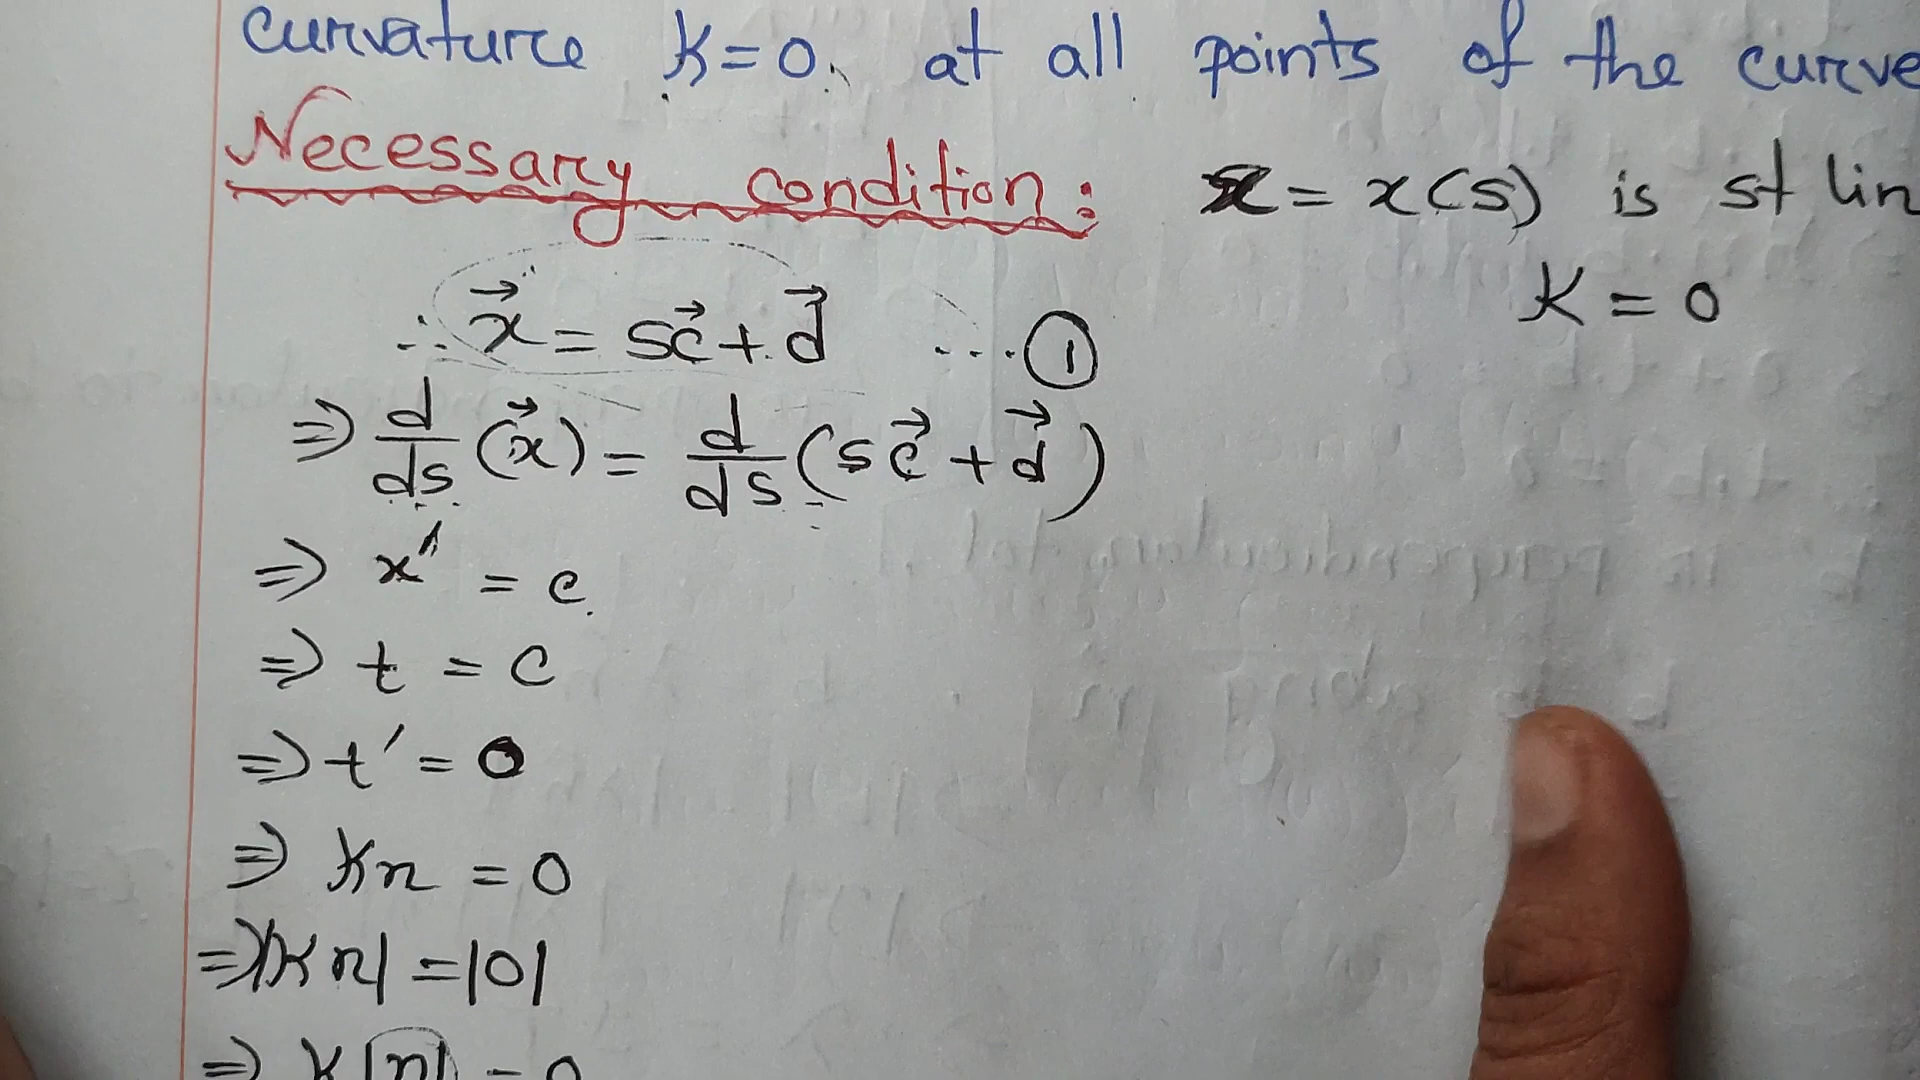 curvature K=0. at all points of the curve
Necessary condition: x = x(s) is st lin
K = 0
∴ x⃗ = sc⃗ + d⃗ ...①
⇒ d/ds (x⃗) = d/ds (sc⃗ + d⃗)
⇒ x' = c.
⇒ t = c
⇒ t' = 0
⇒ Kn = 0
⇒ |Kn| = |0|
⇒ K|n| = 0